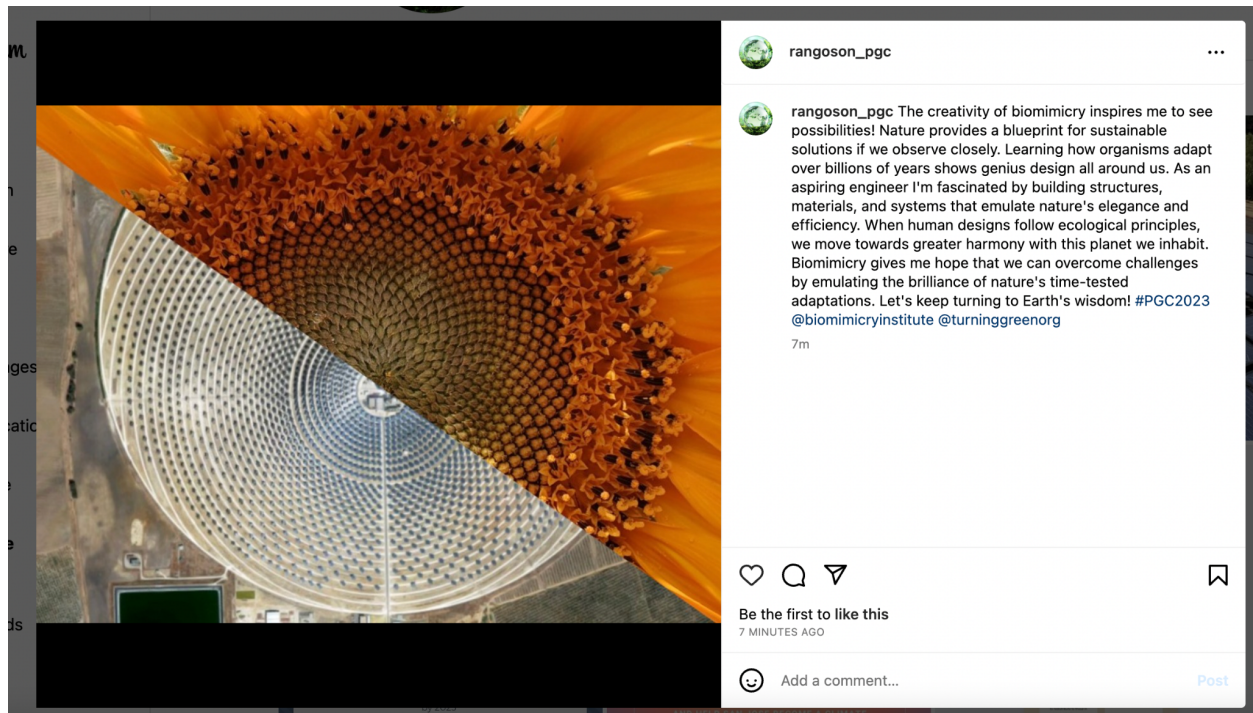 m
n
e
ges
catic
e
e
ds
rangoson_pgc
rangoson_pgc The creativity of biomimicry inspires me to see
possibilities! Nature provides a blueprint for sustainable
solutions if we observe closely. Learning how organisms adapt
over billions of years shows genius design all around us. As an
aspiring engineer I'm fascinated by building structures,
materials, and systems that emulate nature's elegance and
efficiency. When human designs follow ecological principles,
we move towards greater harmony with this planet we inhabit.
Biomimicry gives me hope that we can overcome challenges
by emulating the brilliance of nature's time-tested
adaptations. Let's keep turning to Earth's wisdom! #PGC2023
@biomimicryinstitute @turninggreenorg
7m
Be the first to like this
7 MINUTES AGO
Add a comment...
Post